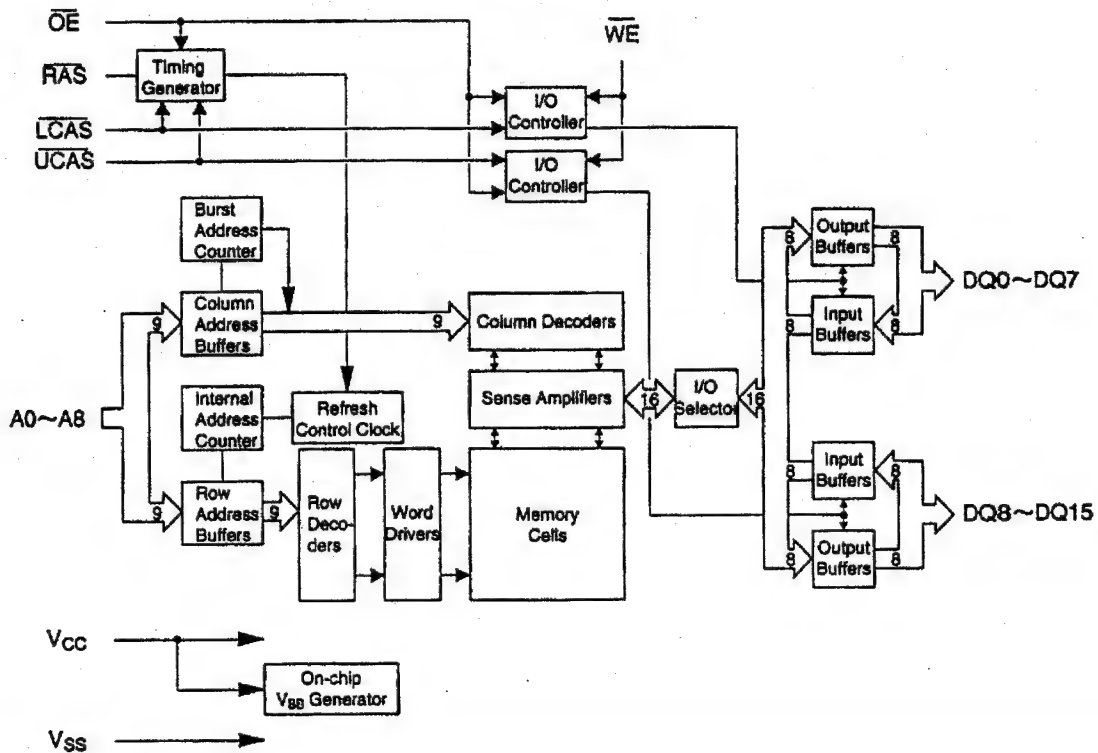 OE
WE
RAS
Timing
Generator
I/O
Controller
LCAS
UCAS
I/O
Controller
Burst
Address
Counter
8
Output
Buffers
8
DQ0~DQ7
9
Column
Address
Buffers
9
Column Decoders
8
Input
Buffers
8
A0~A8
Internal
Address
Counter
Refresh
Control Clock
Sense Amplifiers
16
I/O
Selector
16
9
Row
Address
Buffers
9
Row
Deco-
ders
Word
Drivers
Memory
Cells
8
Input
Buffers
8
DQ8~DQ15
8
Output
Buffers
8
VCC
On-chip
VBB Generator
VSS